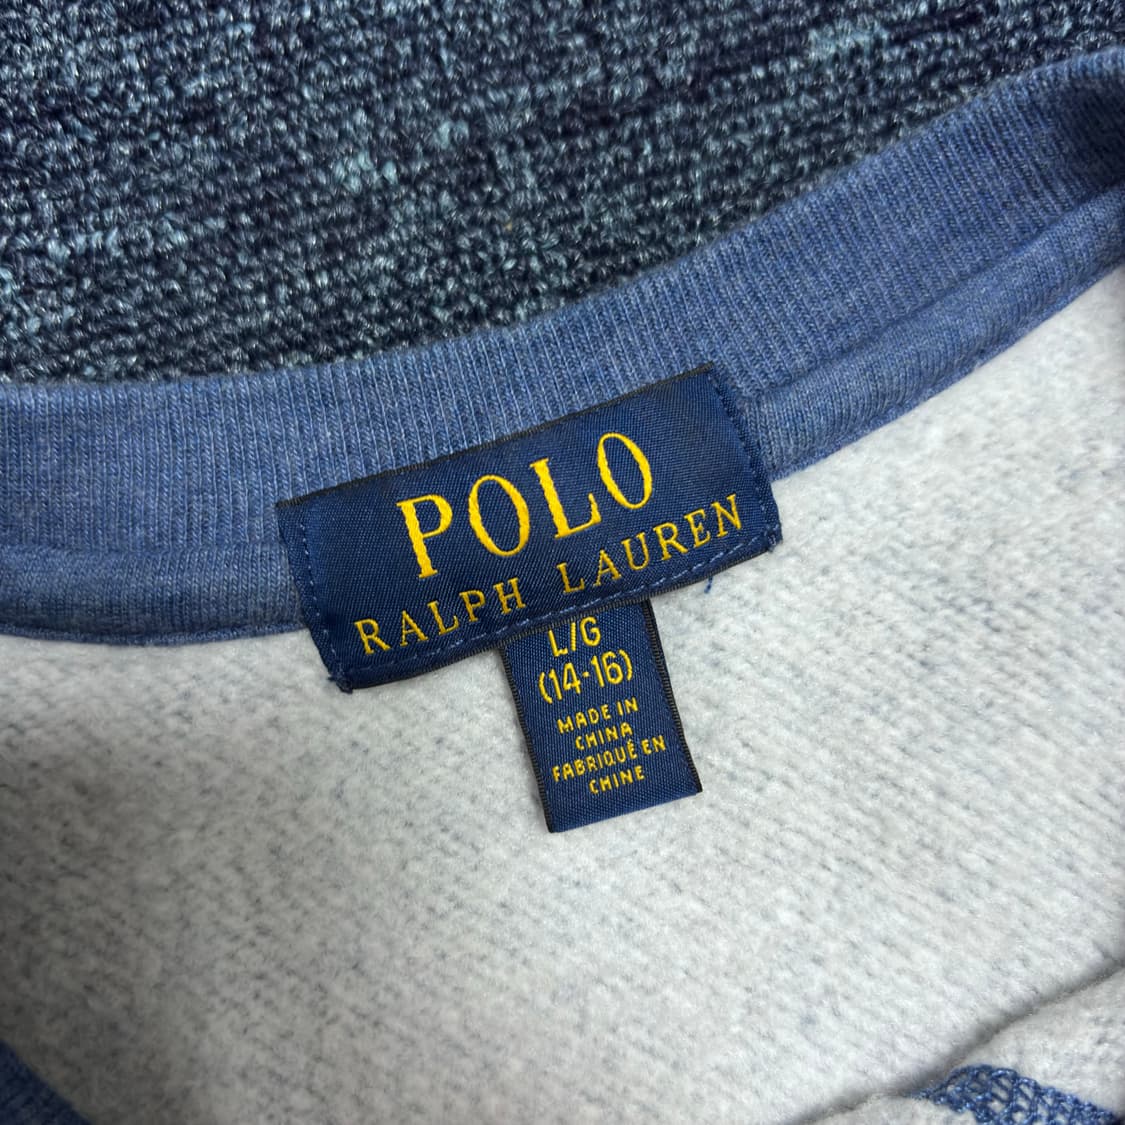 POLO
RALPH LAUREN
L/G
(14-16)
MADE IN
CHINA
FABRIQUÉ EN
CHINE